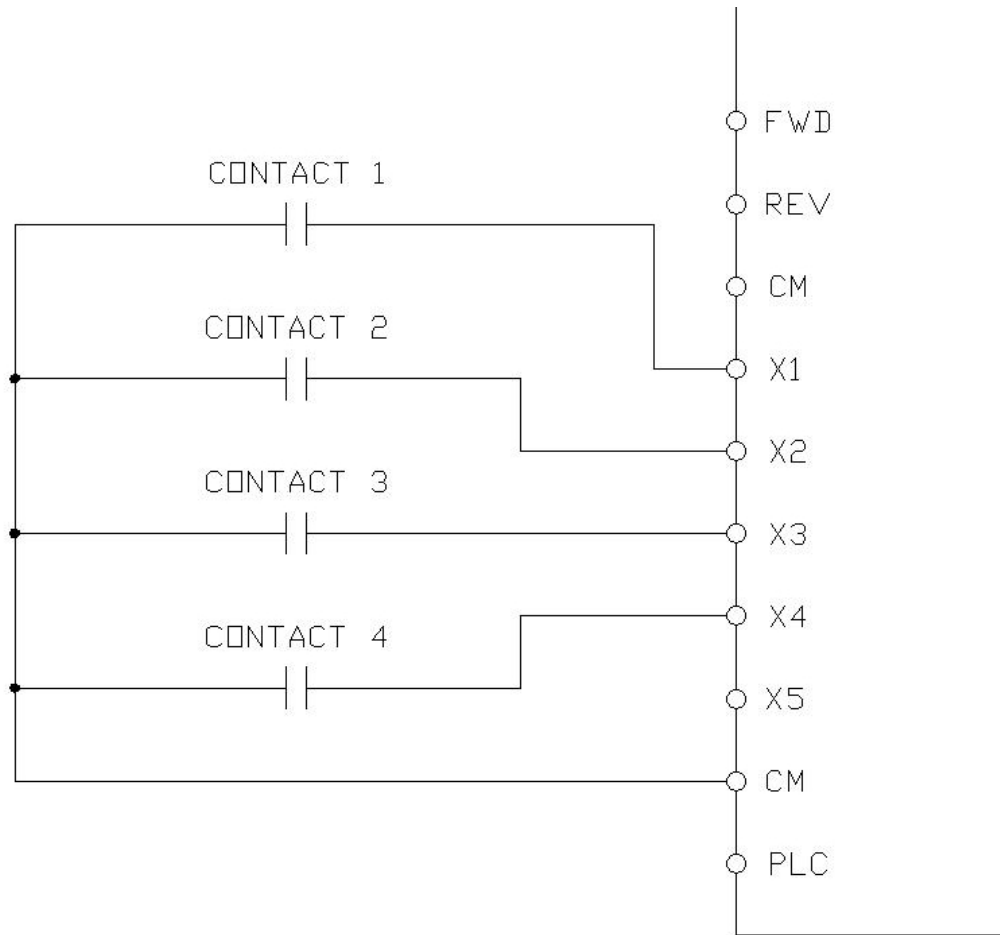 FWD
CONTACT 1
REV
CM
CONTACT 2
X1
X2
CONTACT 3
X3
X4
CONTACT 4
X5
CM
PLC